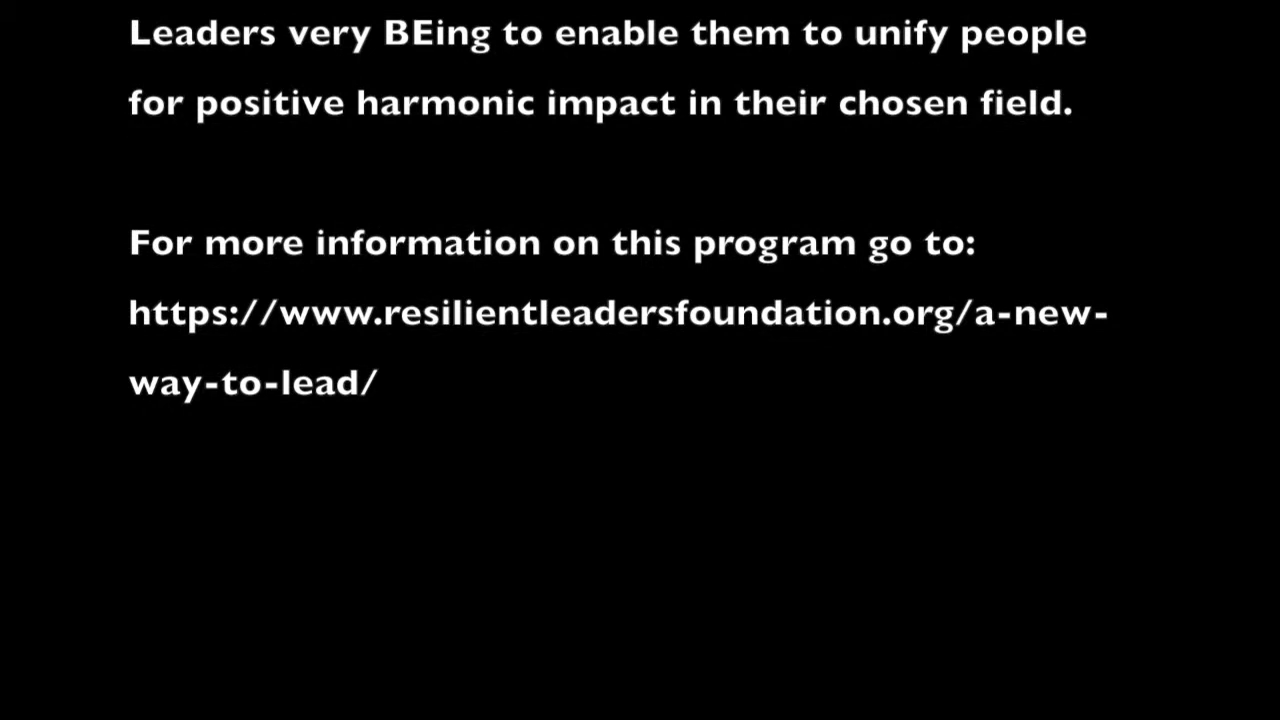 Leaders very BEing to enable them to unify people
for positive harmonic impact in their chosen field.
For more information on this program go to:
https://www.resilientleadersfoundation.org/a-new-
way-to-lead/